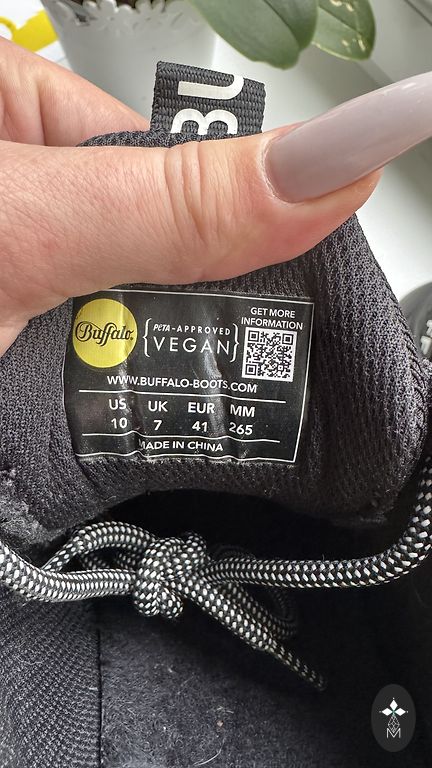 BU
Buffalo
{PETA-APPROVED
VEGAN}
GET MORE
INFORMATION
WWW.BUFFALO-BOOTS.COM
US UK EUR MM
10 7 41 265
MADE IN CHINA